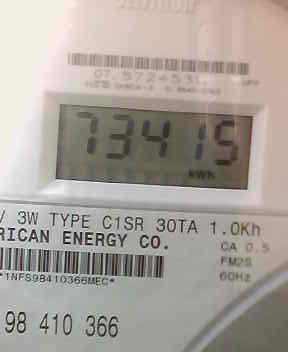 73415
kWh
V 3W TYPE C1SR 30TA 1.0Kh
RICAN ENERGY CO.
CA 0.5
FM2S
60Hz
*1NFS98410366MEC*
98 410 366